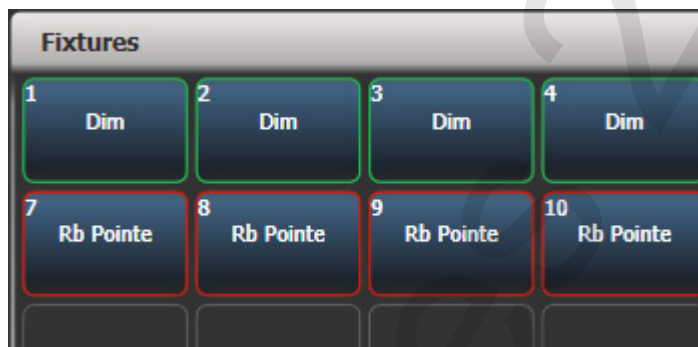 Fixtures
1 2 3 4
Dim Dim Dim Dim
7 8 9 10
Rb Pointe Rb Pointe Rb Pointe Rb Pointe